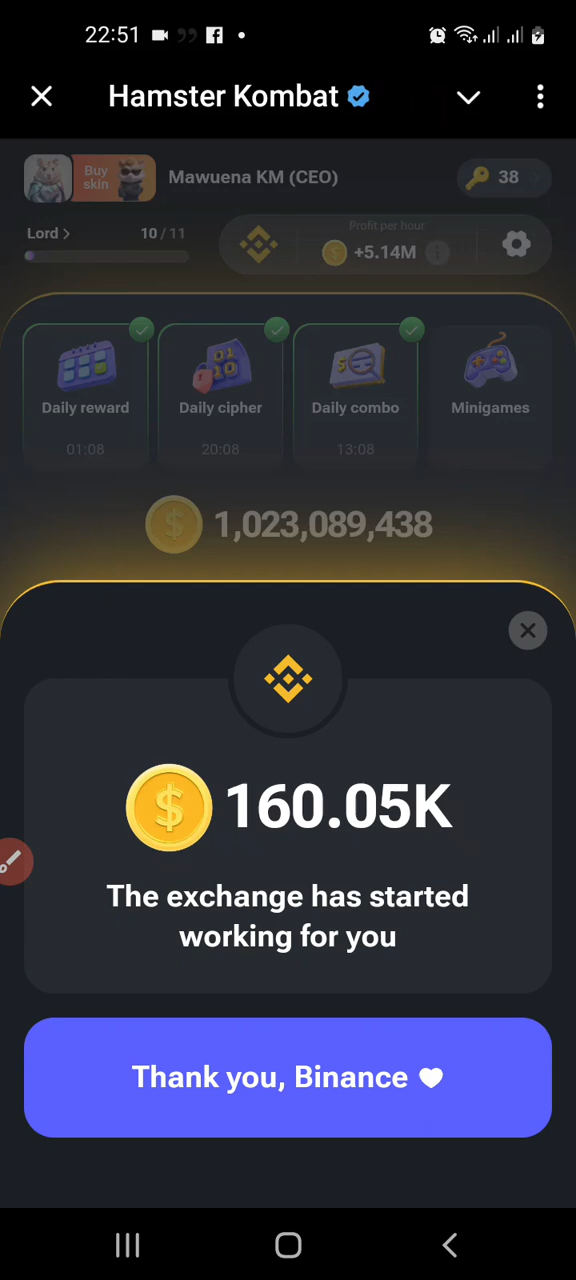 22:51
Hamster Kombat
Buy
skin
Mawuena KM (CEO)
38
Lord >
10 / 11
Profit per hour
+5.14M
Daily reward
01:08
Daily cipher
20:08
Daily combo
13:08
Minigames
1,023,089,438
160.05K
The exchange has started
working for you
Thank you, Binance